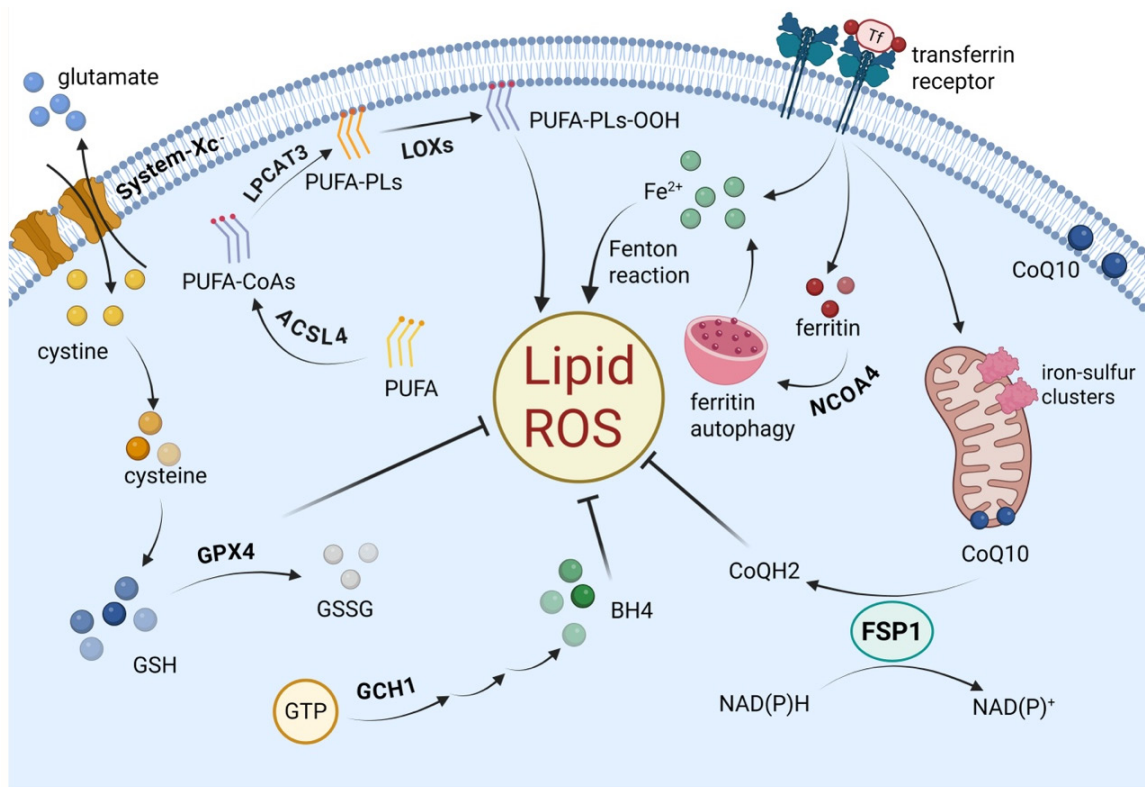 glutamate
System-Xc-
Tf
transferrin
receptor
LPCAT3
PUFA-PLs
LOXs
PUFA-PLs-OOH
Fe²⁺
Fenton
reaction
CoQ10
PUFA-CoAs
ACSL4
PUFA
cystine
ferritin
NCOA4
ferritin
autophagy
iron-sulfur
clusters
Lipid
ROS
cysteine
GPX4
GSSG
GSH
CoQ10
CoQH2
FSP1
BH4
GCH1
GTP
NAD(P)H
NAD(P)⁺